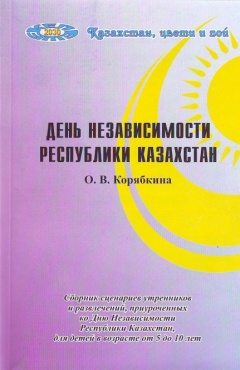 2030
Казахстан, цвети и пой
ДЕНЬ НЕЗАВИСИМОСТИ
РЕСПУБЛИКИ КАЗАХСТАН
О. В. Корябкина
Сборник сценариев утренников
и развлечений, приуроченных
ко Дню Независимости
Республики Казахстан,
для детей в возрасте от 5 до 10 лет